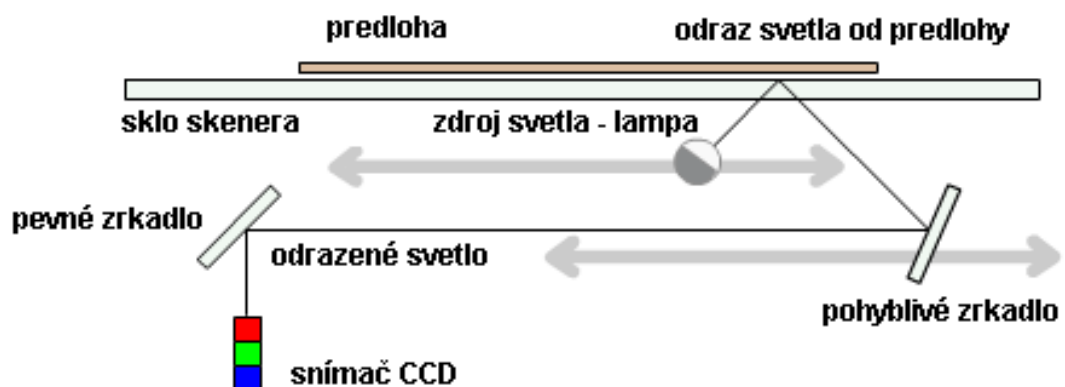 predloha
odraz svetla od predlohy
sklo skenera
zdroj svetla - lampa
pevné zrkadlo
odrazené svetlo
pohyblivé zrkadlo
snímač CCD